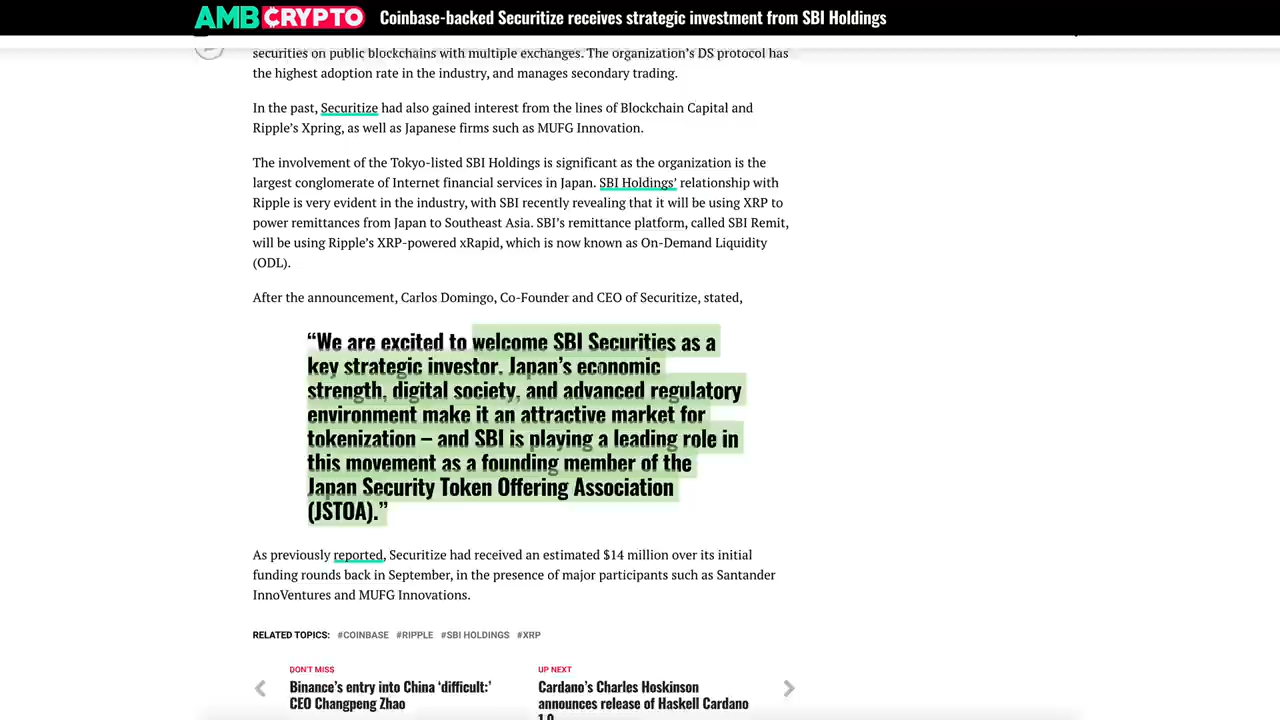 AMBCRYPTO Coinbase-backed Securitize receives strategic investment from SBI Holdings
securities on public blockchains with multiple exchanges. The organization's DS protocol has
the highest adoption rate in the industry, and manages secondary trading.
In the past, Securitize had also gained interest from the lines of Blockchain Capital and
Ripple's Xpring, as well as Japanese firms such as MUFG Innovation.
The involvement of the Tokyo-listed SBI Holdings is significant as the organization is the
largest conglomerate of Internet financial services in Japan. SBI Holdings' relationship with
Ripple is very evident in the industry, with SBI recently revealing that it will be using XRP to
power remittances from Japan to Southeast Asia. SBI's remittance platform, called SBI Remit,
will be using Ripple's XRP-powered xRapid, which is now known as On-Demand Liquidity
(ODL).
After the announcement, Carlos Domingo, Co-Founder and CEO of Securitize, stated,
“We are excited to welcome SBI Securities as a
key strategic investor. Japan’s economic
strength, digital society, and advanced regulatory
environment make it an attractive market for
tokenization – and SBI is playing a leading role in
this movement as a founding member of the
Japan Security Token Offering Association
(JSTOA).”
As previously reported, Securitize had received an estimated $14 million over its initial
funding rounds back in September, in the presence of major participants such as Santander
InnoVentures and MUFG Innovations.
RELATED TOPICS: #COINBASE #RIPPLE #SBI HOLDINGS #XRP
DON'T MISS
Binance’s entry into China ‘difficult:’
CEO Changpeng Zhao
UP NEXT
Cardano’s Charles Hoskinson
announces release of Haskell Cardano
1.0